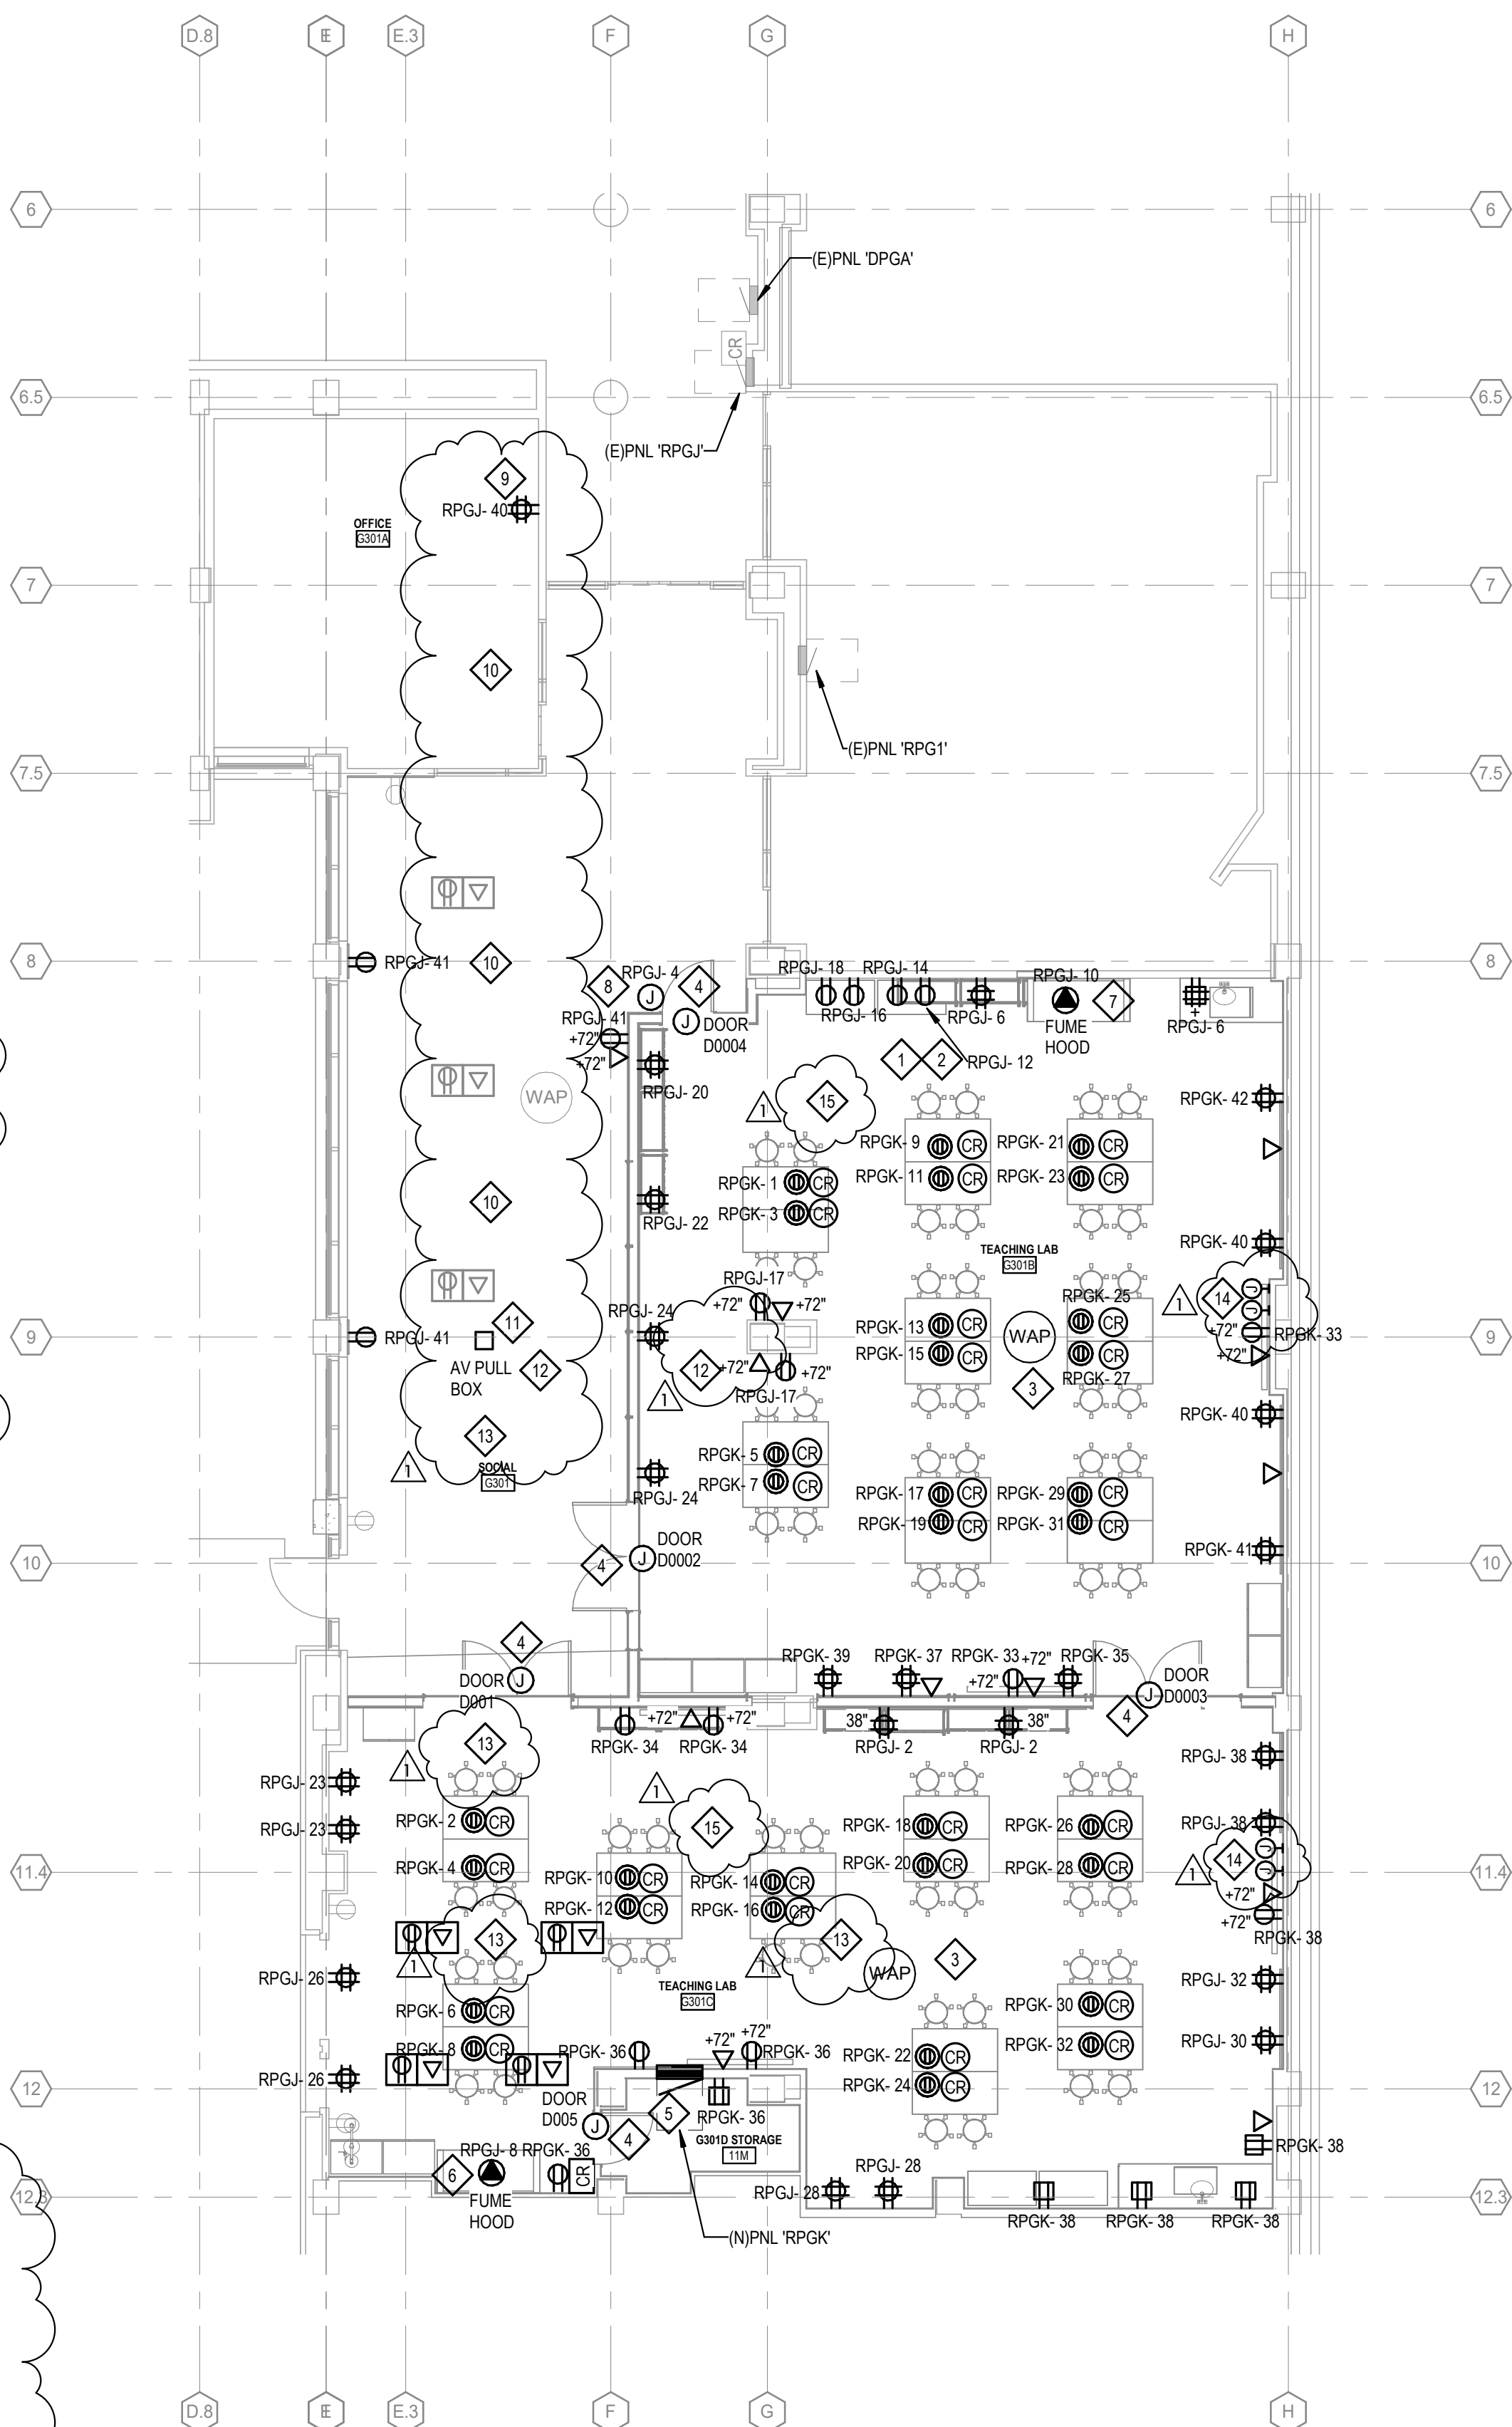 D.8
E
E.3
F
G
H
6
6
(E)PNL 'DPGA'
CR
6.5
6.5
(E)PNL 'RPGJ'
9
RPGJ- 40
OFFICE
G301A
7
7
10
(E)PNL 'RPG1'
7.5
7.5
8
8
10
RPGJ- 41
8
RPGJ- 4
4
J
RPGJ- 18
RPGJ- 14
RPGJ- 10
J
DOOR
D0004
RPGJ- 41
+72"
+72"
RPGJ- 16
RPGJ- 6
7
FUME
HOOD
RPGJ- 6
1
2
RPGJ- 12
RPGJ- 20
WAP
1
15
RPGK- 42
RPGK- 9
CR
RPGK- 21
CR
RPGK- 11
CR
RPGK- 23
CR
RPGK- 1
CR
RPGK- 3
CR
10
RPGJ- 22
TEACHING LAB
G301B
RPGK- 40
RPGJ-17
+72"
+72"
RPGK- 25
1
14
J
J
RPGJ- 24
11
RPGK- 13
CR
WAP
CR
+72"
RPGK- 33
9
9
RPGJ- 41
RPGK- 15
CR
CR
+72"
AV PULL
BOX
12
12
+72"
+72"
RPGK- 27
RPGJ-17
1
3
RPGK- 40
13
SOCIAL
G301
1
RPGK- 5
CR
RPGK- 7
CR
RPGJ- 24
RPGK- 17
CR
RPGK- 29
CR
RPGK- 19
CR
RPGK- 31
CR
10
10
4
J
DOOR
D0002
RPGK- 41
4
DOOR
D001
J
RPGK- 39
RPGK- 37
RPGK- 33
+72"
+72"
RPGK- 35
J
DOOR
D0003
4
+72"
+72"
RPGK- 34
RPGK- 34
38"
38"
RPGJ- 2
RPGJ- 2
13
1
RPGJ- 38
RPGJ- 23
1
15
RPGJ- 23
RPGK- 2
CR
RPGK- 18
CR
RPGK- 26
CR
RPGJ- 38
RPGK- 4
CR
RPGK- 10
CR
RPGK- 14
CR
RPGK- 20
CR
RPGK- 28
CR
1
14
J
J
11.4
11.4
RPGK- 12
CR
RPGK- 16
CR
+72"
+72"
RPGK- 38
13
1
13
1
WAP
3
RPGJ- 26
TEACHING LAB
G301C
RPGJ- 32
RPGK- 6
CR
RPGK- 30
CR
RPGK- 8
CR
RPGK- 32
CR
RPGJ- 30
RPGK- 36
+72"
+72"
RPGK- 36
RPGK- 22
CR
RPGK- 24
CR
RPGJ- 26
12
12
DOOR
D005
J
5
RPGK- 36
4
G301D STORAGE
11M
RPGK- 38
RPGJ- 8
RPGK- 36
6
CR
FUME
HOOD
RPGJ- 28
RPGJ- 28
12.3
12.3
RPGK- 38
RPGK- 38
RPGK- 38
(N)PNL 'RPGK'
D.8
E
E.3
F
G
H